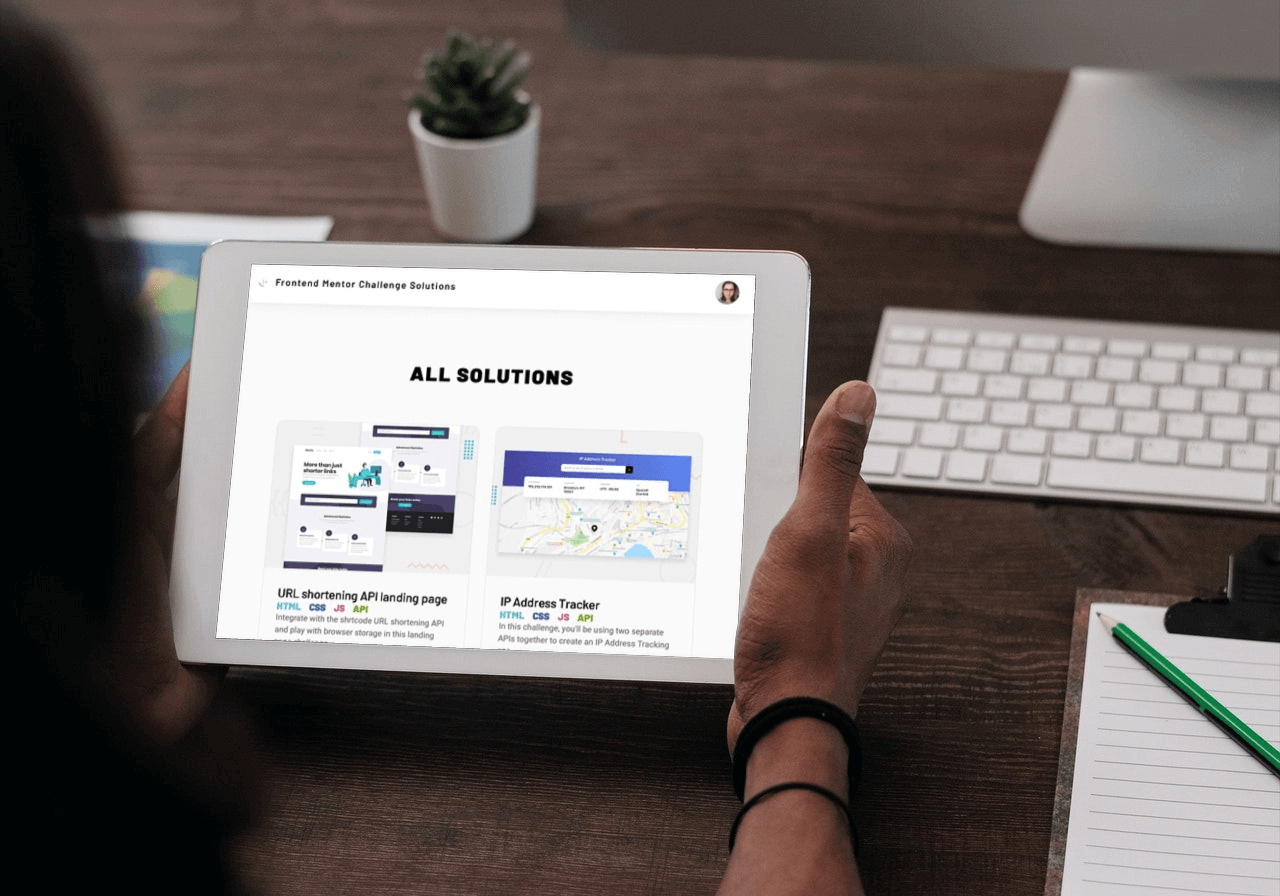 Frontend Mentor Challenge Solutions
ALL SOLUTIONS
More than just
shorter links
Advanced Statistics
IP Address Tracker
URL shortening API landing page
HTML CSS JS API
Integrate with the shrtcode URL shortening API
and play with browser storage in this landing
IP Address Tracker
HTML CSS JS API
In this challenge, you'll be using two separate
APIs together to create an IP Address Tracking